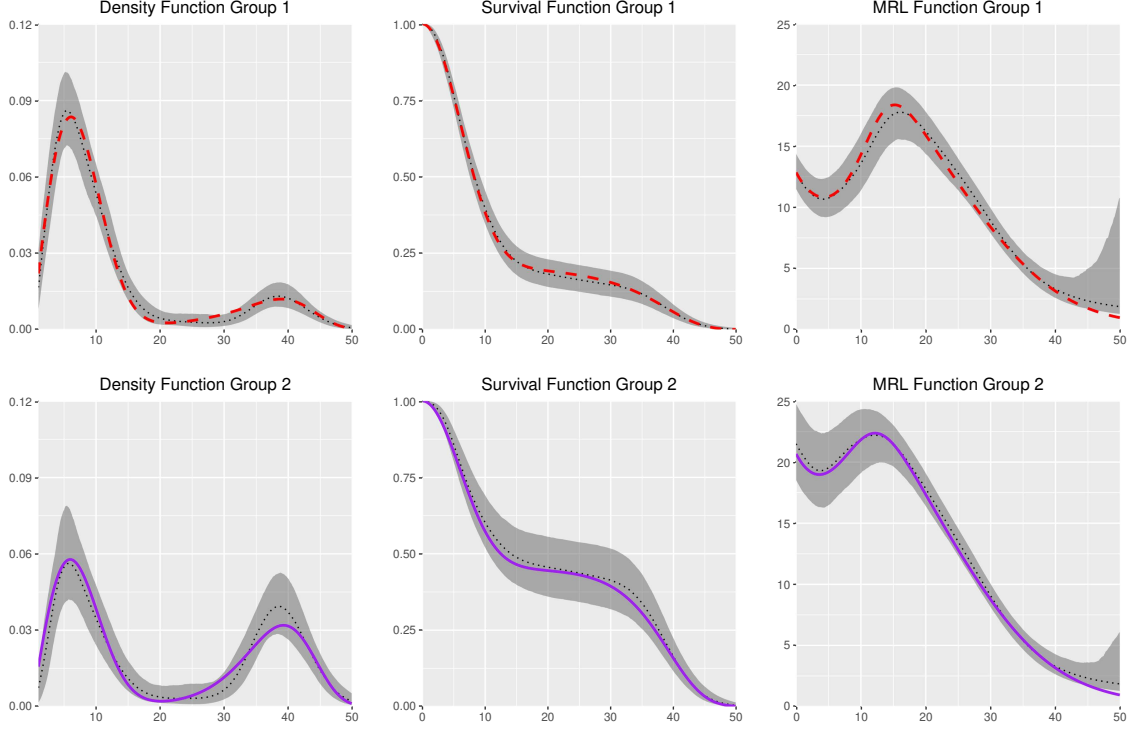 Density Function Group 1
Survival Function Group 1
MRL Function Group 1
0.12
0.09
0.06
0.03
0.00
10 20 30 40 50
1.00
0.75
0.50
0.25
0.00
0 10 20 30 40 50
25
20
15
10
5
0
0 10 20 30 40 50
Density Function Group 2
Survival Function Group 2
MRL Function Group 2
0.12
0.09
0.06
0.03
0.00
10 20 30 40 50
1.00
0.75
0.50
0.25
0.00
0 10 20 30 40 50
25
20
15
10
5
0
0 10 20 30 40 50